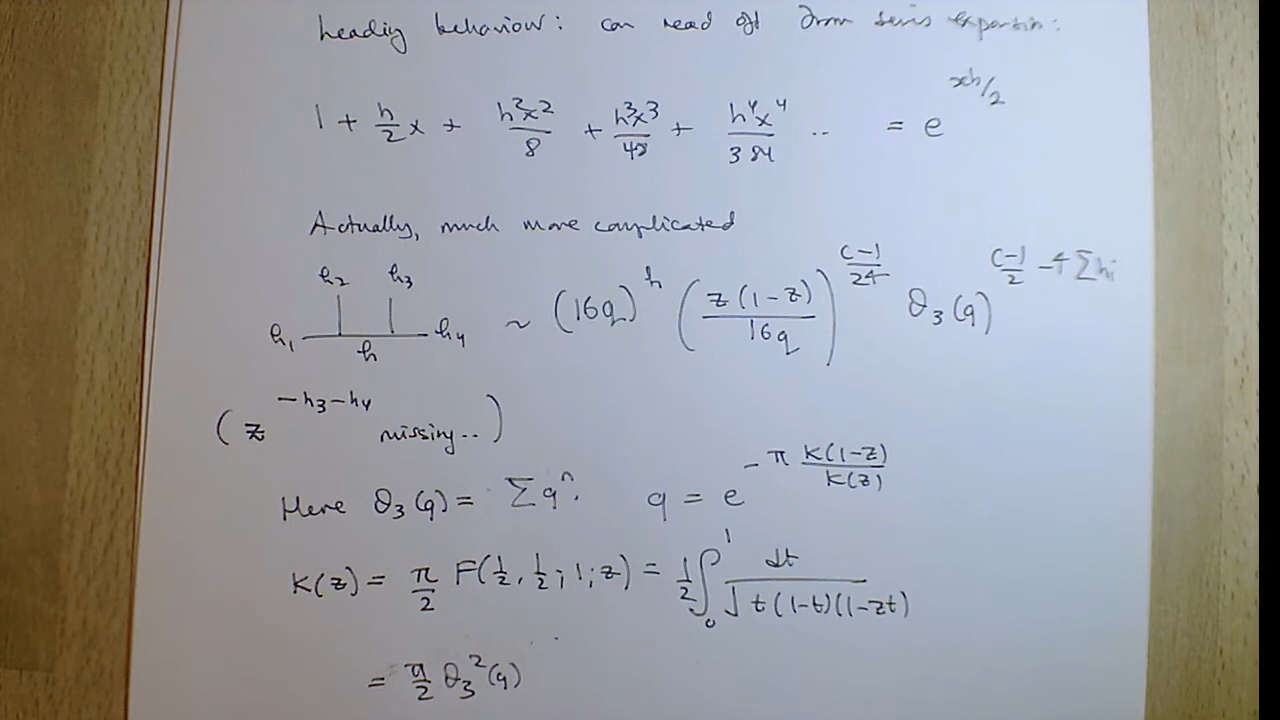 Leading behaviour: can read off from series expansion:
1 + h/2 x + h²x²/8 + h³x³/48 + h⁴x⁴/384 .. = e^{xh/2}
Actually, much more complicated
h₂ h₃
h₁ h h₄ ~ (16q)^h (z(1-z)/16q)^{(c-1)/24} θ₃(q)^{(c-1)/2 - 4Σhᵢ}
(z^{-h₃-h₄} missing..)
Here θ₃(q) = Σqⁿ· q = e^{-π K(1-z)/K(z)}
K(z) = π/2 F(½, ½; 1; z) = ½ ∫₀¹ dt/√t(1-t)(1-zt)
= π/2 θ₃²(q)